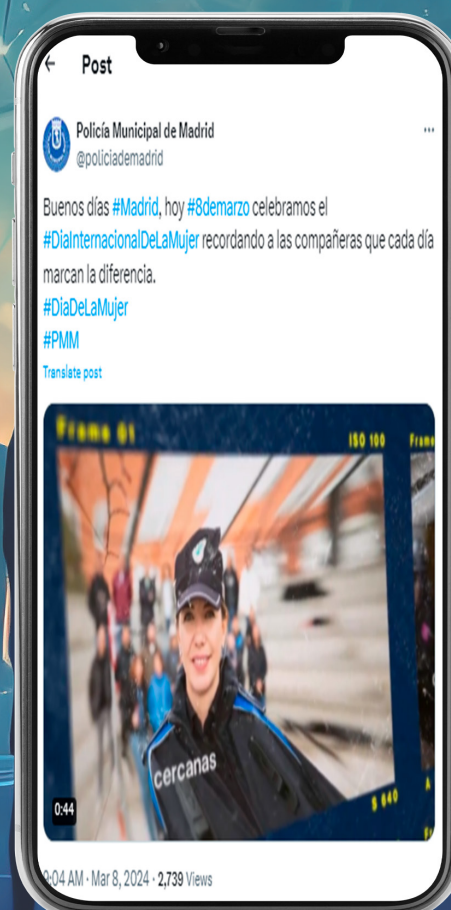 Post
Policía Municipal de Madrid
@policiademadrid
Buenos días #Madrid, hoy #8demarzo celebramos el
#DiaInternacionalDeLaMujer recordando a las compañeras que cada día
marcan la diferencia.
#DiaDeLaMujer
#PMM
Translate post
Frame 01
ISO 100
Frame
cercanas
0:44
S 640
A
9:04 AM · Mar 8, 2024 · 2,739 Views